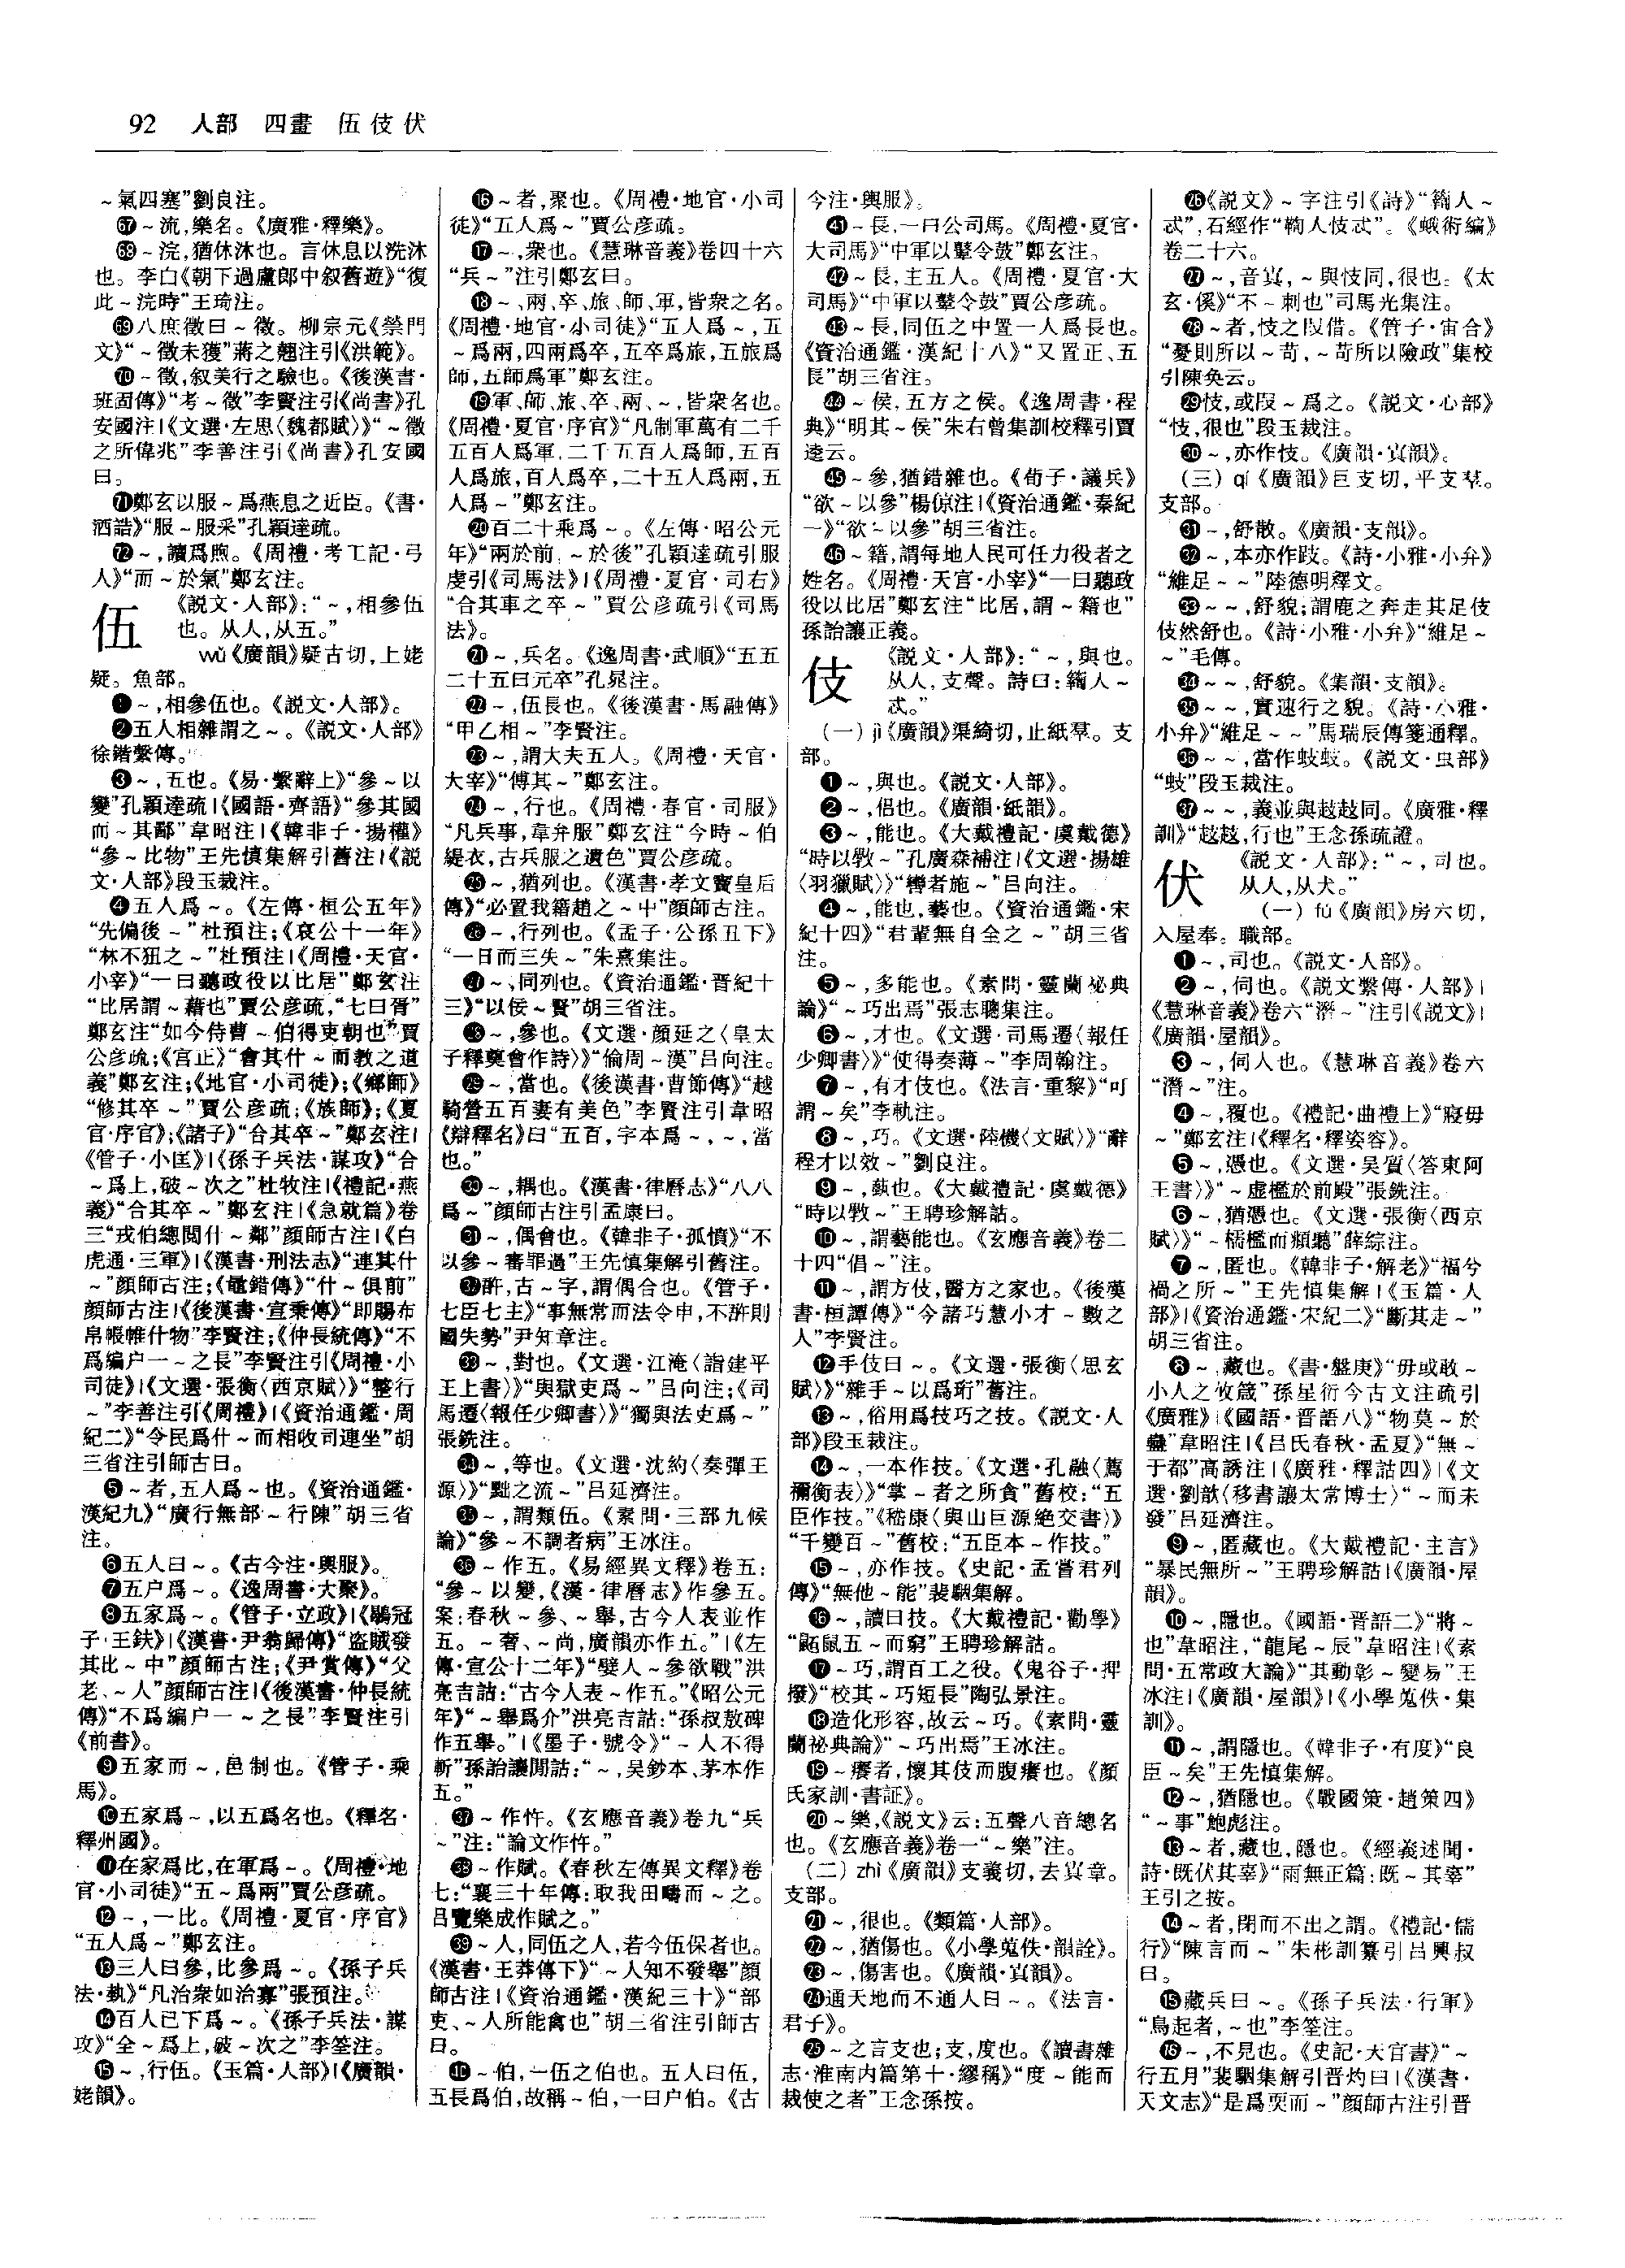 92 人部 四畫 伍伎伏
～氣四塞”劉良注。
67～流,樂名。《廣雅·釋樂》。
68～浣,猶休沐也。言休息以洗沐
也。李白《朝下過盧郎中叙舊遊》“復
此～浣時”王琦注。
69八庶徵曰～徵。柳宗元《禜門
文》“～徵未獲”蔣之翹注引《洪範》。
70～徵,叙美行之驗也。《後漢書·
班固傳》“考～徵”李賢注引《尚書》孔
安國注|《文選·左思〈魏都賦〉》“～徵
之所偉兆”李善注引《尚書》孔安國
曰。
71鄭玄以服～爲燕息之近臣。《書·
酒誥》“服～服采”孔穎達疏。
72～,讀爲煦。《周禮·考工記·弓
人》“而～於氣”鄭玄注。
伍 《説文·人部》:“～,相參伍
也。从人,从五。”
wǔ《廣韻》疑古切,上姥
疑。魚部。
❶～,相參伍也。《説文·人部》。
❷五人相雜謂之～。《説文·人部》
徐鍇繫傳。
❸～,五也。《易·繫辭上》“參～以
變”孔穎達疏|《國語·齊語》“參其國
而～其鄙”韋昭注|《韓非子·揚權》
“參～比物”王先慎集解引舊注|《説
文·人部》段玉裁注。
❹五人爲～。《左傳·桓公五年》
“先偏後～”杜預注;《哀公十一年》
“林不狃之～”杜預注|《周禮·天官·
小宰》“一曰聽政役以比居”鄭玄注
“比居謂～藉也”賈公彦疏,“七曰胥”
鄭玄注“如今侍曹～伯得吏朝也”賈
公彦疏;《宫正》“會其什～而教之道
義”鄭玄注;《地官·小司徒》;《鄉師》
“修其卒～”賈公彦疏;《族師》;《夏
官·序官》;《諸子》“合其卒～”鄭玄注|
《管子·小匡》|《孫子兵法·謀攻》“合
～爲上,破～次之”杜牧注|《禮記·燕
義》“合其卒～”鄭玄注|《急就篇》卷
三“戎伯總閲什～鄰”顔師古注|《白
虎通·三軍》|《漢書·刑法志》“連其什
～”顔師古注;《鼂錯傳》“什～俱前”
顔師古注|《後漢書·宣秉傳》“即賜布
帛帳帷什物”李賢注;《仲長統傳》“不
爲編户一～之長”李賢注引《周禮·小
司徒》|《文選·張衡〈西京賦〉》“整行
～”李善注引《周禮》|《資治通鑑·周
紀二》“令民爲什～而相收司連坐”胡
三省注引師古曰。
❺～者,五人爲～也。《資治通鑑·
漢紀九》“廣行無部～行陳”胡三省
注。
❻五人曰～。《古今注·輿服》。
❼五户爲～。《逸周書·大聚》。
❽五家爲～。《管子·立政》|《鶡冠
子·王鈇》|《漢書·尹翁歸傳》“盗賊發
其比～中”顔師古注;《尹賞傳》“父
老、～人”顔師古注|《後漢書·仲長統
傳》“不爲編户一～之長”李賢注引
《前書》。
❾五家而～,邑制也。《管子·乘
馬》。
❿五家爲～,以五爲名也。《釋名·
釋州國》。
⓫在家爲比,在軍爲～。《周禮·地
官·小司徒》“五～爲兩”賈公彦疏。
⓬～,一比。《周禮·夏官·序官》
“五人爲～”鄭玄注。
⓭三人曰參,比參爲～。《孫子兵
法·埶》“凡治衆如治寡”張預注。
⓮百人已下爲～。《孫子兵法·謀
攻》“全～爲上,破～次之”李筌注。
⓯～,行伍。《玉篇·人部》|《廣韻·
姥韻》。
⓰～者,聚也。《周禮·地官·小司
徒》“五人爲～”賈公彦疏。
⓱～,衆也。《慧琳音義》卷四十六
“兵～”注引鄭玄曰。
⓲～、兩、卒、旅、師、軍,皆衆之名。
《周禮·地官·小司徒》“五人爲～,五
～爲兩,四兩爲卒,五卒爲旅,五旅爲
師,五師爲軍”鄭玄注。
⓳軍、師、旅、卒、兩、～,皆衆名也。
《周禮·夏官·序官》“凡制軍萬有二千
五百人爲軍,二千五百人爲師,五百
人爲旅,百人爲卒,二十五人爲兩,五
人爲～”鄭玄注。
⓴百二十乘爲～。《左傳·昭公元
年》“兩於前,～於後”孔穎達疏引服
虔引《司馬法》|《周禮·夏官·司右》
“合其車之卒～”賈公彦疏引《司馬
法》。
21～,兵名。《逸周書·武順》“五五
二十五曰元卒”孔晁注。
22～,伍長也。《後漢書·馬融傳》
“甲乙相～”李賢注。
23～,謂大夫五人。《周禮·天官·
大宰》“傅其～”鄭玄注。
24～,行也。《周禮·春官·司服》
“凡兵事,韋弁服”鄭玄注“今時～伯
緹衣,古兵服之遺色”賈公彦疏。
25～,猶列也。《漢書·孝文竇皇后
傳》“必置我籍趙之～中”顔師古注。
26～,行列也。《孟子·公孫丑下》
“一日而三失～”朱熹集注。
27～,同列也。《資治通鑑·晋紀十
三》“以佞～賢”胡三省注。
28～,參也。《文選·顔延之〈皇太
子釋奠會作詩〉》“倫周～漢”吕向注。
29～,當也。《後漢書·曹節傳》“越
騎營五百妻有美色”李賢注引韋昭
《辯釋名》曰“五百,字本爲～,～,當
也。”
30～,耦也。《漢書·律曆志》“八八
爲～”顔師古注引孟康曰。
31～,偶會也。《韓非子·孤憤》“不
以參～審罪過”王先慎集解引舊注。
32啎,古～字,謂偶合也。《管子·
七臣七主》“事無常而法令申,不啎則
國失勢”尹知章注。
33～,對也。《文選·江淹〈詣建平
王上書〉》“與獄吏爲～”吕向注;《司
馬遷〈報任少卿書〉》“獨與法吏爲～”
張銑注。
34～,等也。《文選·沈約〈奏彈王
源〉》“黜之流～”吕延濟注。
35～,謂類伍。《素問·三部九候
論》“參～不調者病”王冰注。
36～作五。《易經異文釋》卷五:
“參～以變,《漢·律曆志》作參五。
案:春秋～參、～舉,古今人表並作
五。～奢、～尚,廣韻亦作五。”|《左
傳·宣公十二年》“嬖人～參欲戰”洪
亮吉詁:“古今人表～作五。”《昭公元
年》“～舉爲介”洪亮吉詁:“孫叔敖碑
作五舉。”|《墨子·號令》“～人不得
斬”孫詒讓閒詁:“～,吴鈔本、茅本作
五。”
37～作忤。《玄應音義》卷九“兵
～”注:“論文作忤。”
38～作賦。《春秋左傳異文釋》卷
七:“襄三十年傳:取我田疇而～之。
吕覽樂成作賦之。”
39～人,同伍之人,若今伍保者也。
《漢書·王莽傳下》“～人知不發舉”顔
師古注|《資治通鑑·漢紀三十》“部
吏、～人所能禽也”胡三省注引師古
曰。
40～伯,一伍之伯也。五人曰伍,
五長爲伯,故稱～伯,一曰户伯。《古
今注·輿服》。
41～長,一曰公司馬。《周禮·夏官·
大司馬》“中軍以鼙令鼓”鄭玄注。
42～長,主五人。《周禮·夏官·大
司馬》“中軍以鼙令鼓”賈公彦疏。
43～長,同伍之中置一人爲長也。
《資治通鑑·漢紀十八》“又置正、五
長”胡三省注。
44～侯,五方之侯。《逸周書·程
典》“明其～侯”朱右曾集訓校釋引賈
逵云。
45～參,猶錯雜也。《荀子·議兵》
“欲～以參”楊倞注|《資治通鑑·秦紀
一》“欲～以參”胡三省注。
46～籍,謂每地人民可任力役者之
姓名。《周禮·天官·小宰》“一曰聽政
役以比居”鄭玄注“比居,謂～籍也”
孫詒讓正義。
伎 《説文·人部》:“～,與也。
从人,支聲。詩曰:籥人～
忒。”
(一)jì《廣韻》渠綺切,止紙羣。支
部。
❶～,與也。《説文·人部》。
❷～,侣也。《廣韻·紙韻》。
❸～,能也。《大戴禮記·虞戴德》
“時以斅～”孔廣森補注|《文選·揚雄
〈羽獵賦〉》“轡者施～”吕向注。
❹～,能也,藝也。《資治通鑑·宋
紀十四》“君輩無自全之～”胡三省
注。
❺～,多能也。《素問·靈蘭祕典
論》“～巧出焉”張志聰集注。
❻～,才也。《文選·司馬遷〈報任
少卿書〉》“使得奏薄～”李周翰注。
❼～,有才伎也。《法言·重黎》“可
謂～矣”李軌注。
❽～,巧。《文選·陸機〈文賦〉》“辭
程才以效～”劉良注。
❾～,蓺也。《大戴禮記·虞戴德》
“時以斅～”王聘珍解詁。
❿～,謂藝能也。《玄應音義》卷二
十四“倡～”注。
⓫～,謂方伎,醫方之家也。《後漢
書·桓譚傳》“今諸巧慧小才～數之
人”李賢注。
⓬手伎曰～。《文選·張衡〈思玄
賦〉》“雜手～以爲珩”舊注。
⓭～,俗用爲技巧之技。《説文·人
部》段玉裁注。
⓮～,一本作技。《文選·孔融〈薦
禰衡表〉》“掌～者之所貪”舊校:“五
臣作技。”《嵇康〈與山巨源絶交書〉》
“千變百～”舊校:“五臣本～作技。”
⓯～,亦作技。《史記·孟嘗君列
傳》“無他～能”裴駰集解。
⓰～,讀曰技。《大戴禮記·勸學》
“鼫鼠五～而窮”王聘珍解詁。
⓱～巧,謂百工之役。《鬼谷子·捭
闔》“校其～巧短長”陶弘景注。
⓲造化形容,故云～巧。《素問·靈
蘭祕典論》“～巧出焉”王冰注。
⓳～癢者,懷其伎而腹癢也。《顔
氏家訓·書証》。
⓴～樂,《説文》云:五聲八音總名
也。《玄應音義》卷一“～樂”注。
(二)zhì《廣韻》支義切,去寘章。
支部。
21～,很也。《類篇·人部》。
22～,猶傷也。《小學蒐佚·韻詮》。
23～,傷害也。《廣韻·寘韻》。
24通天地而不通人曰～。《法言·
君子》。
25～之言支也;支,度也。《讀書雜
志·淮南内篇第十·繆稱》“度～能而
裁使之者”王念孫按。
26《説文》～字注引《詩》“籥人～
忒”,石經作“鞫人忮忒”。《蛾術編》
卷二十六。
27～,音寘,～與忮同,很也。《太
玄·傒》“不～刺也”司馬光集注。
28～者,忮之叚借。《管子·宙合》
“憂則所以～苛,～苛所以險政”集校
引陳奂云。
29忮,或叚～爲之。《説文·心部》
“忮,很也”段玉裁注。
30～,亦作忮。《廣韻·寘韻》。
(三)qí《廣韻》巨支切,平支羣。
支部。
31～,舒散。《廣韻·支韻》。
32～,本亦作跂。《詩·小雅·小弁》
“維足～～”陸德明釋文。
33～～,舒貌;謂鹿之奔走其足伎
伎然舒也。《詩·小雅·小弁》“維足～
～”毛傳。
34～～,舒貌。《集韻·支韻》。
35～～,實速行之貌。《詩·小雅·
小弁》“維足～～”馬瑞辰傳箋通釋。
36～～,當作蚑蚑。《説文·虫部》
“蚑”段玉裁注。
37～～,義並與䞚䞚同。《廣雅·釋
訓》“䞚䞚,行也”王念孫疏證。
伏 《説文·人部》:“～,司也。
从人,从犬。”
(一)fú《廣韻》房六切,
入屋奉。職部。
❶～,司也。《説文·人部》。
❷～,伺也。《説文繫傳·人部》|
《慧琳音義》卷六“潛～”注引《説文》|
《廣韻·屋韻》。
❸～,伺人也。《慧琳音義》卷六
“潛～”注。
❹～,覆也。《禮記·曲禮上》“寢毋
～”鄭玄注|《釋名·釋姿容》。
❺～,憑也。《文選·吴質〈答東阿
王書〉》“～虚檻於前殿”張銑注。
❻～,猶憑也。《文選·張衡〈西京
賦〉》“～櫺檻而頫聽”薛綜注。
❼～,匿也。《韓非子·解老》“福兮
禍之所～”王先慎集解|《玉篇·人
部》|《資治通鑑·宋紀二》“斷其走～”
胡三省注。
❽～,藏也。《書·盤庚》“毋或敢～
小人之攸箴”孫星衍今古文注疏引
《廣雅》|《國語·晋語八》“物莫～於
蠱”韋昭注|《吕氏春秋·孟夏》“無～
于都”高誘注|《廣雅·釋詁四》|《文
選·劉歆〈移書讓太常博士〉》“～而未
發”吕延濟注。
❾～,匿藏也。《大戴禮記·主言》
“暴民無所～”王聘珍解詁|《廣韻·屋
韻》。
❿～,隱也。《國語·晋語二》“將～
也”韋昭注,“龍尾～辰”韋昭注|《素
問·五常政大論》“其動彰～變易”王
冰注|《廣韻·屋韻》|《小學蒐佚·集
訓》。
⓫～,謂隱也。《韓非子·有度》“良
臣～矣”王先慎集解。
⓬～,猶隱也。《戰國策·趙策四》
“～事”鮑彪注。
⓭～者,藏也,隱也。《經義述聞·
詩·既伏其辜》“雨無正篇:既～其辜”
王引之按。
⓮～者,閉而不出之謂。《禮記·儒
行》“陳言而～”朱彬訓纂引吕興叔
曰。
⓯藏兵曰～。《孫子兵法·行軍》
“鳥起者,～也”李筌注。
⓰～,不見也。《史記·天官書》“～
行五月”裴駰集解引晋灼曰|《漢書·
天文志》“是爲耎而～”顔師古注引晋